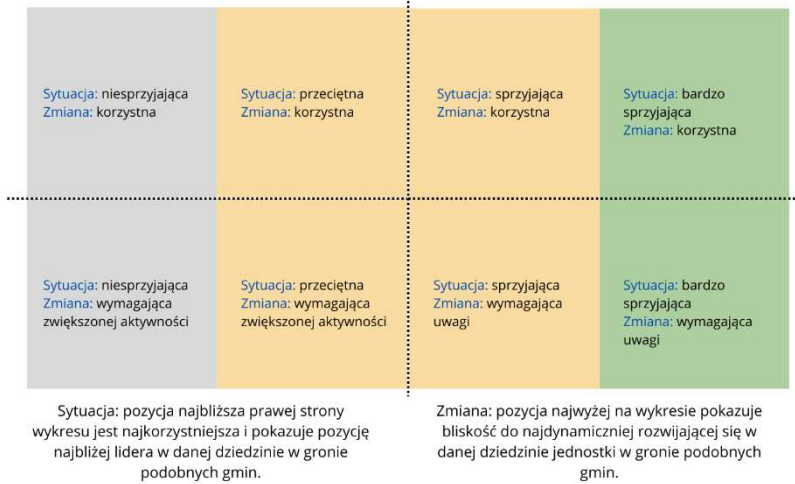 Sytuacja: niesprzyjająca
Zmiana: korzystna
Sytuacja: przeciętna
Zmiana: korzystna
Sytuacja: sprzyjająca
Zmiana: korzystna
Sytuacja: bardzo
sprzyjająca
Zmiana: korzystna
Sytuacja: niesprzyjająca
Zmiana: wymagająca
zwiększonej aktywności
Sytuacja: przeciętna
Zmiana: wymagająca
zwiększonej aktywności
Sytuacja: sprzyjająca
Zmiana: wymagająca
uwagi
Sytuacja: bardzo
sprzyjająca
Zmiana: wymagająca
uwagi
Sytuacja: pozycja najbliższa prawej strony
wykresu jest najkorzystniejsza i pokazuje pozycję
najbliżej lidera w danej dziedzinie w gronie
podobnych gmin.
Zmiana: pozycja najwyżej na wykresie pokazuje
bliskość do najdynamiczniej rozwijającej się w
danej dziedzinie jednostki w gronie podobnych
gmin.